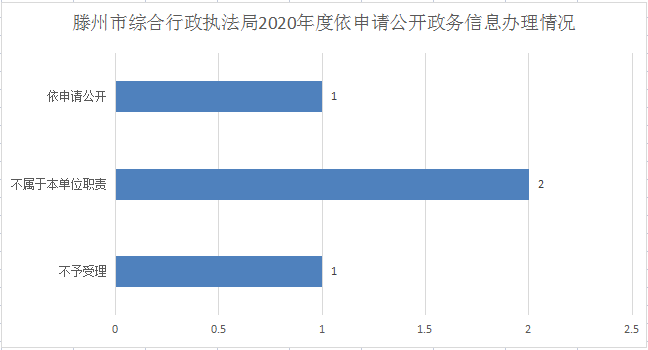 滕州市综合行政执法局2020年度依申请公开政务信息办理情况
依申请公开
1
不属于本单位职责
2
不予受理
1
0 0.5 1 1.5 2 2.5